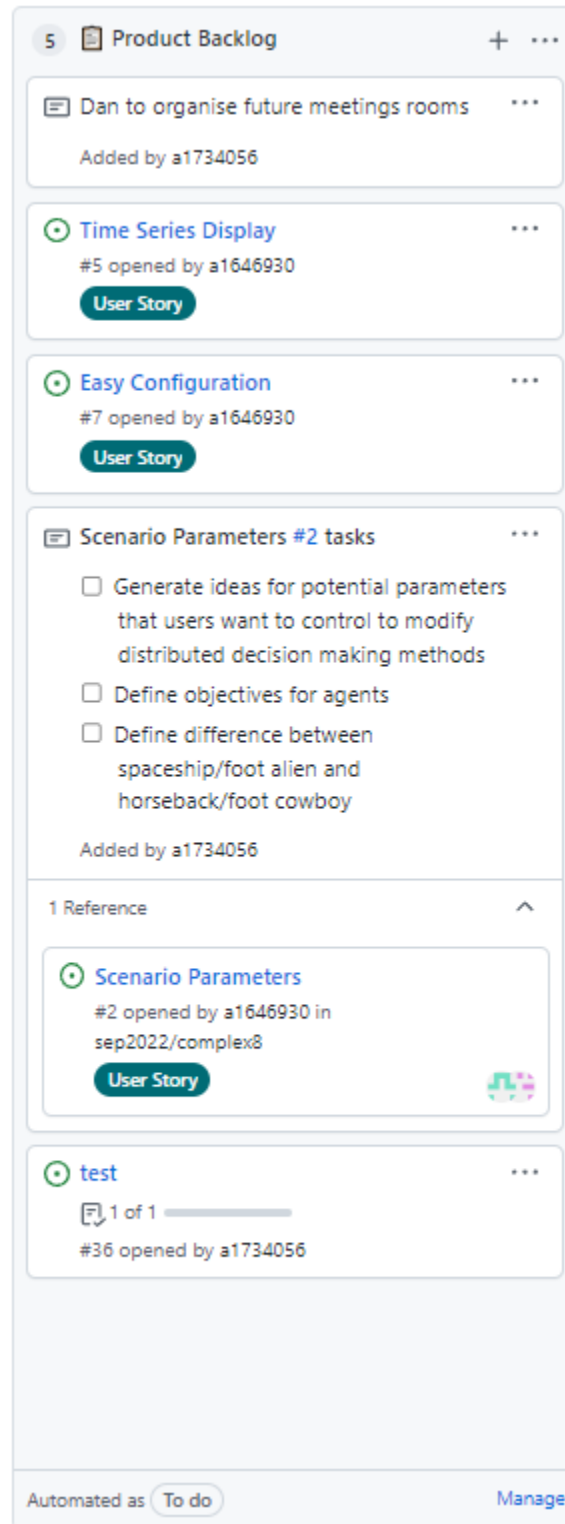 5 Product Backlog
Dan to organise future meetings rooms
Added by a1734056
Time Series Display
#5 opened by a1646930
User Story
Easy Configuration
#7 opened by a1646930
User Story
Scenario Parameters #2 tasks
Generate ideas for potential parameters
that users want to control to modify
distributed decision making methods
Define objectives for agents
Define difference between
spaceship/foot alien and
horseback/foot cowboy
Added by a1734056
1 Reference
Scenario Parameters
#2 opened by a1646930 in
sep2022/complex8
User Story
test
1 of 1
#36 opened by a1734056
Automated as To do
Manage